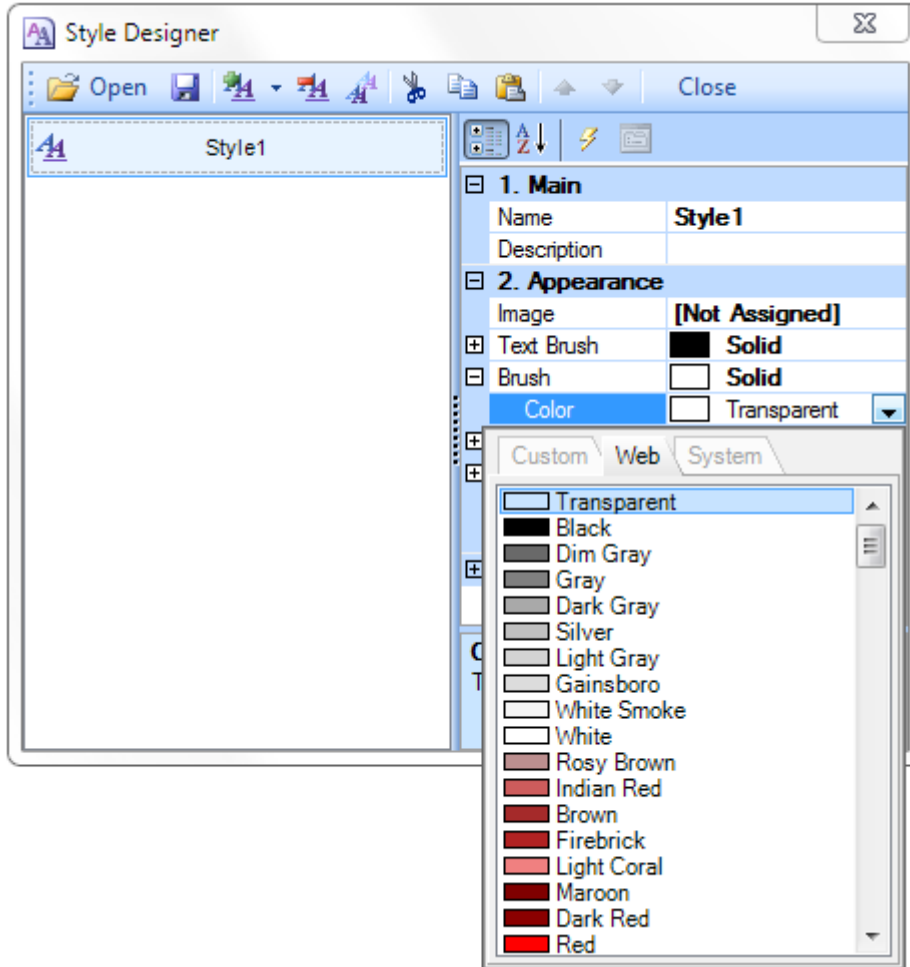 Style Designer
Open
Close
Style1
1. Main
Name Style1
Description
2. Appearance
Image [Not Assigned]
Text Brush Solid
Brush Solid
Color Transparent
Custom Web System
Transparent
Black
Dim Gray
Gray
Dark Gray
Silver
Light Gray
Gainsboro
White Smoke
White
Rosy Brown
Indian Red
Brown
Firebrick
Light Coral
Maroon
Dark Red
Red